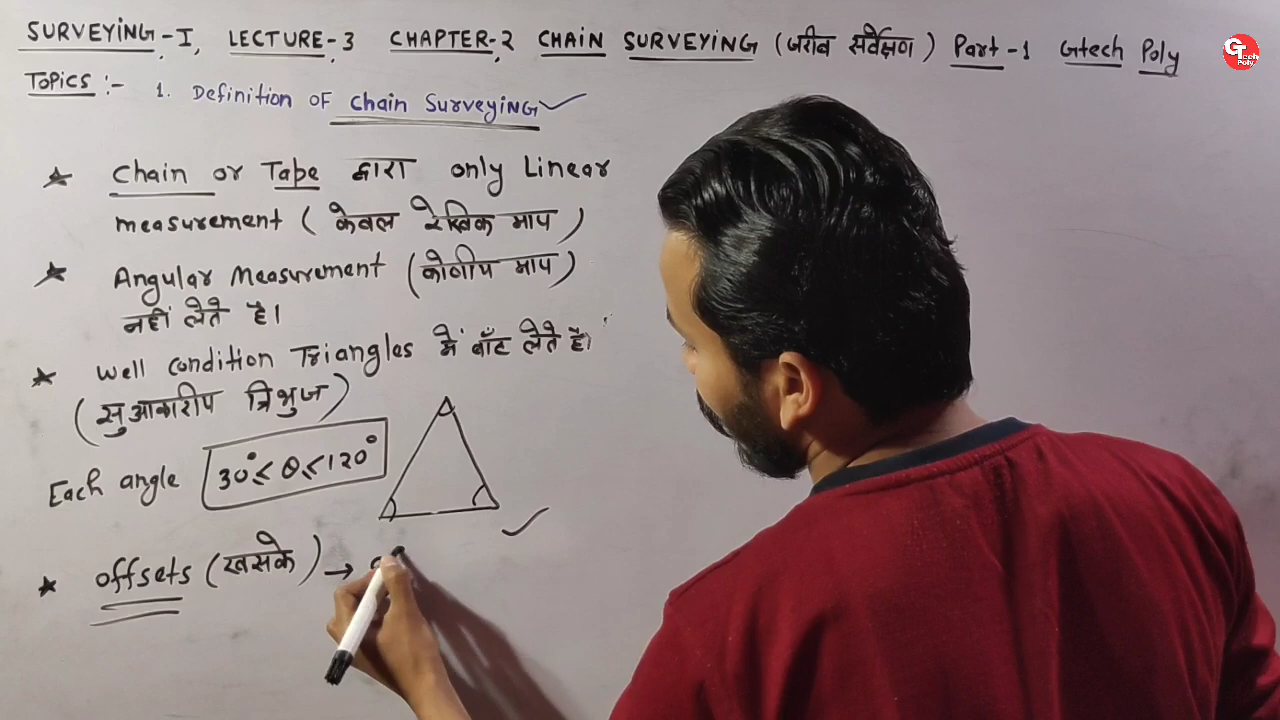 SURVEYING-I, LECTURE-3 CHAPTER-2 CHAIN SURVEYING (जरीब सर्वेक्षण) Part-1 Gtech Poly
GTech Poly
TOPICS :- 1. Definition OF Chain SurveyiNG
Chain or Tape द्वारा only Linear
measurement (केवल रेखिक माप)
Angular Measurement (कोणीय माप)
नहीं लेते है।
Well condition Triangles में बाँट लेते है।
(सुआकारीय त्रिभुज)
Each angle 30°≤ θ ≤ 120°
offsets (खसके) →